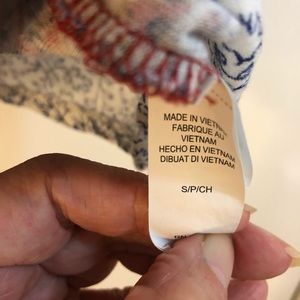 MADE IN VIETNAM
FABRIQUE AU
VIETNAM
HECHO EN VIETNAM
DIBUAT DI VIETNAM
S/P/CH